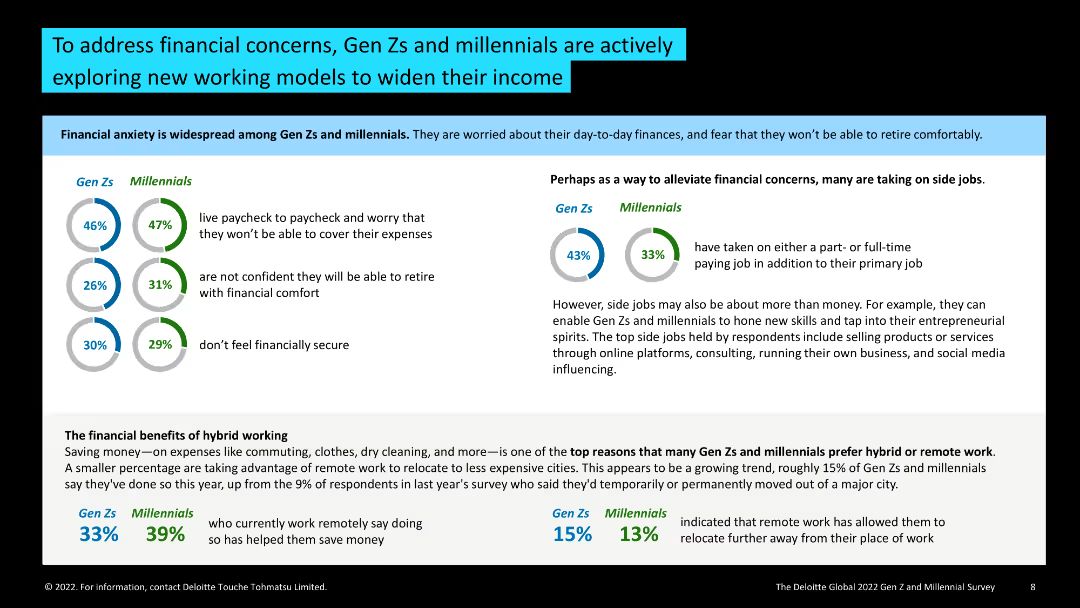 To address financial concerns, Gen Zs and millennials are actively
exploring new working models to widen their income
Financial anxiety is widespread among Gen Zs and millennials. They are worried about their day-to-day finances, and fear that they won’t be able to retire comfortably.
Gen Zs Millennials
46% 47% live paycheck to paycheck and worry that
they won’t be able to cover their expenses
26% 31% are not confident they will be able to retire
with financial comfort
30% 29% don’t feel financially secure
Perhaps as a way to alleviate financial concerns, many are taking on side jobs.
Gen Zs Millennials
43% 33% have taken on either a part- or full-time
paying job in addition to their primary job
However, side jobs may also be about more than money. For example, they can
enable Gen Zs and millennials to hone new skills and tap into their entrepreneurial
spirits. The top side jobs held by respondents include selling products or services
through online platforms, consulting, running their own business, and social media
influencing.
The financial benefits of hybrid working
Saving money—on expenses like commuting, clothes, dry cleaning, and more—is one of the top reasons that many Gen Zs and millennials prefer hybrid or remote work.
A smaller percentage are taking advantage of remote work to relocate to less expensive cities. This appears to be a growing trend, roughly 15% of Gen Zs and millennials
say they've done so this year, up from the 9% of respondents in last year's survey who said they'd temporarily or permanently moved out of a major city.
Gen Zs Millennials
33% 39% who currently work remotely say doing
so has helped them save money
Gen Zs Millennials
15% 13% indicated that remote work has allowed them to
relocate further away from their place of work
© 2022. For information, contact Deloitte Touche Tohmatsu Limited.
The Deloitte Global 2022 Gen Z and Millennial Survey 8